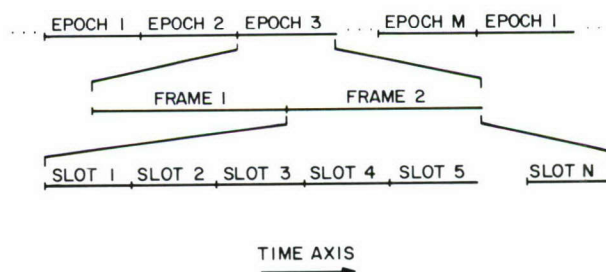 ... EPOCH 1 EPOCH 2 EPOCH 3 ... EPOCH M EPOCH 1 ...
FRAME 1 FRAME 2
SLOT 1 SLOT 2 SLOT 3 SLOT 4 SLOT 5 SLOT N
TIME AXIS